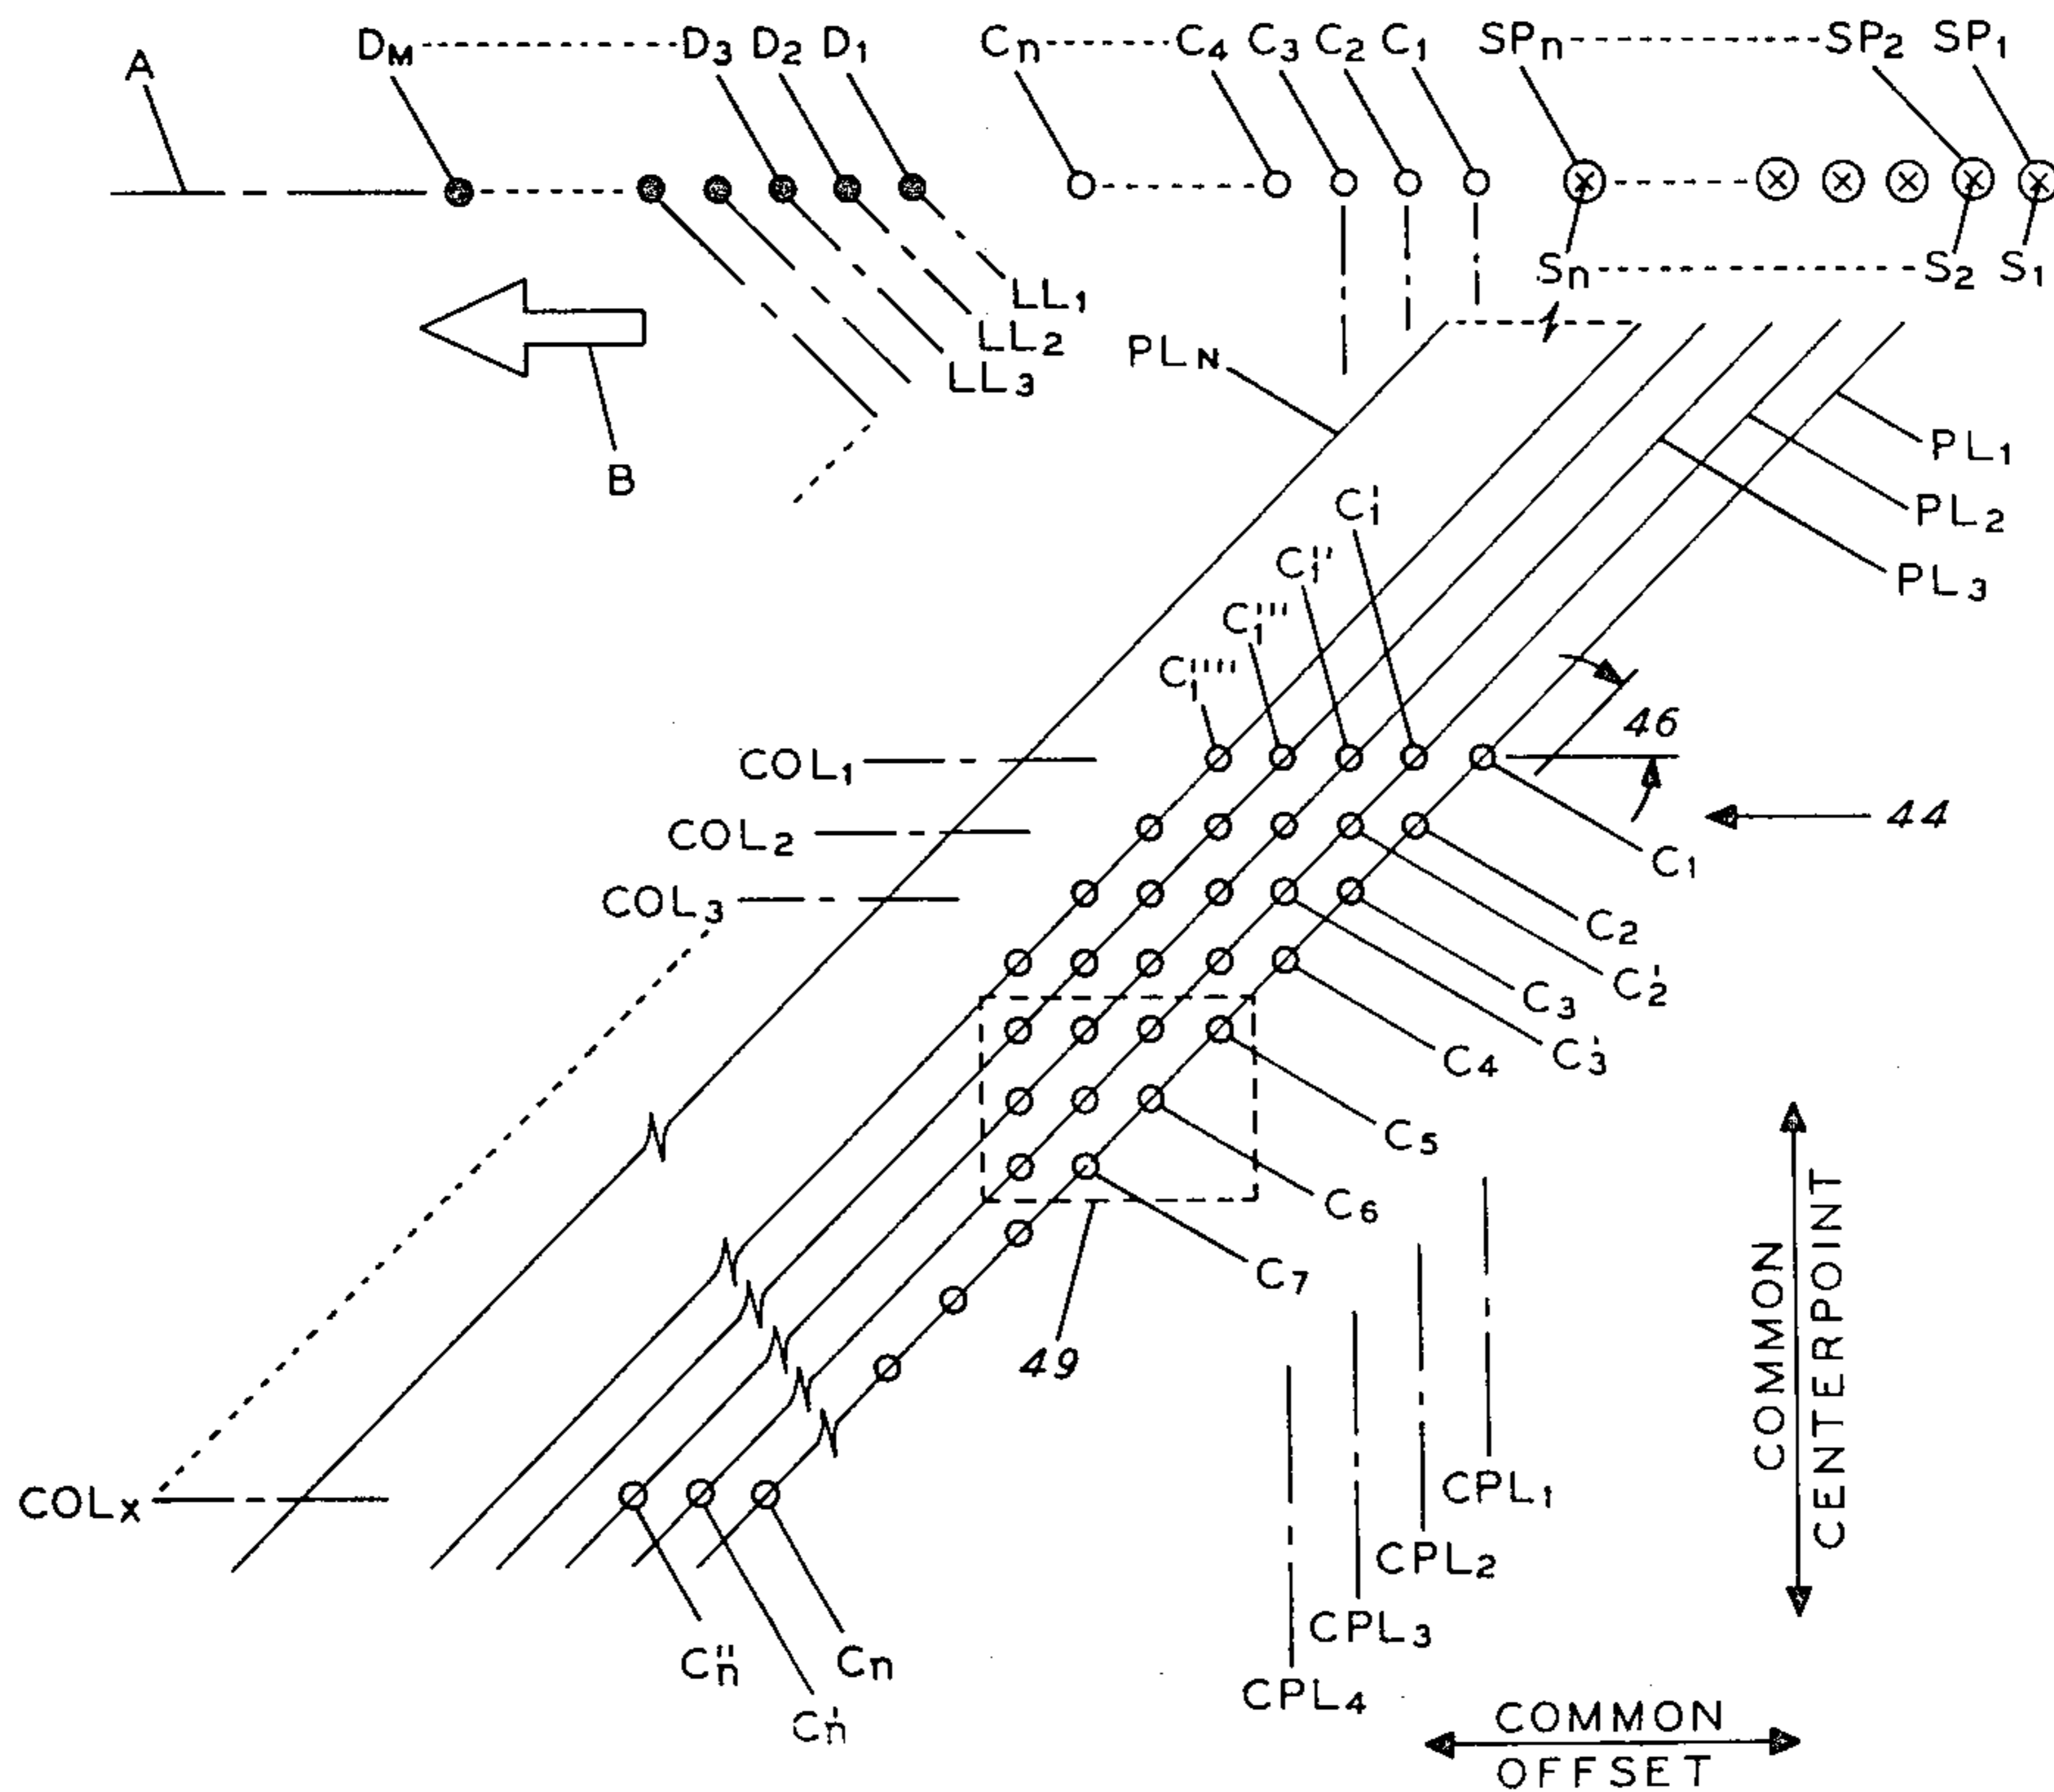 A
DM D3 D2 D1 Cn C4 C3 C2 C1 SPn SP2 SP1
Sn S2 S1
LL1
LL2
LL3
B
PLN
PL1
PL2
PL3
C1'
C1''
C1'''
C1''''
46
44
COL1
COL2
COL3
C1
C2
C2'
C3
C3'
C4
C5
C6
C7
49
COLX
CPL1
CPL2
CPL3
CPL4
Cn''
Cn'
Cn
COMMON
CENTERPOINT
COMMON
OFFSET